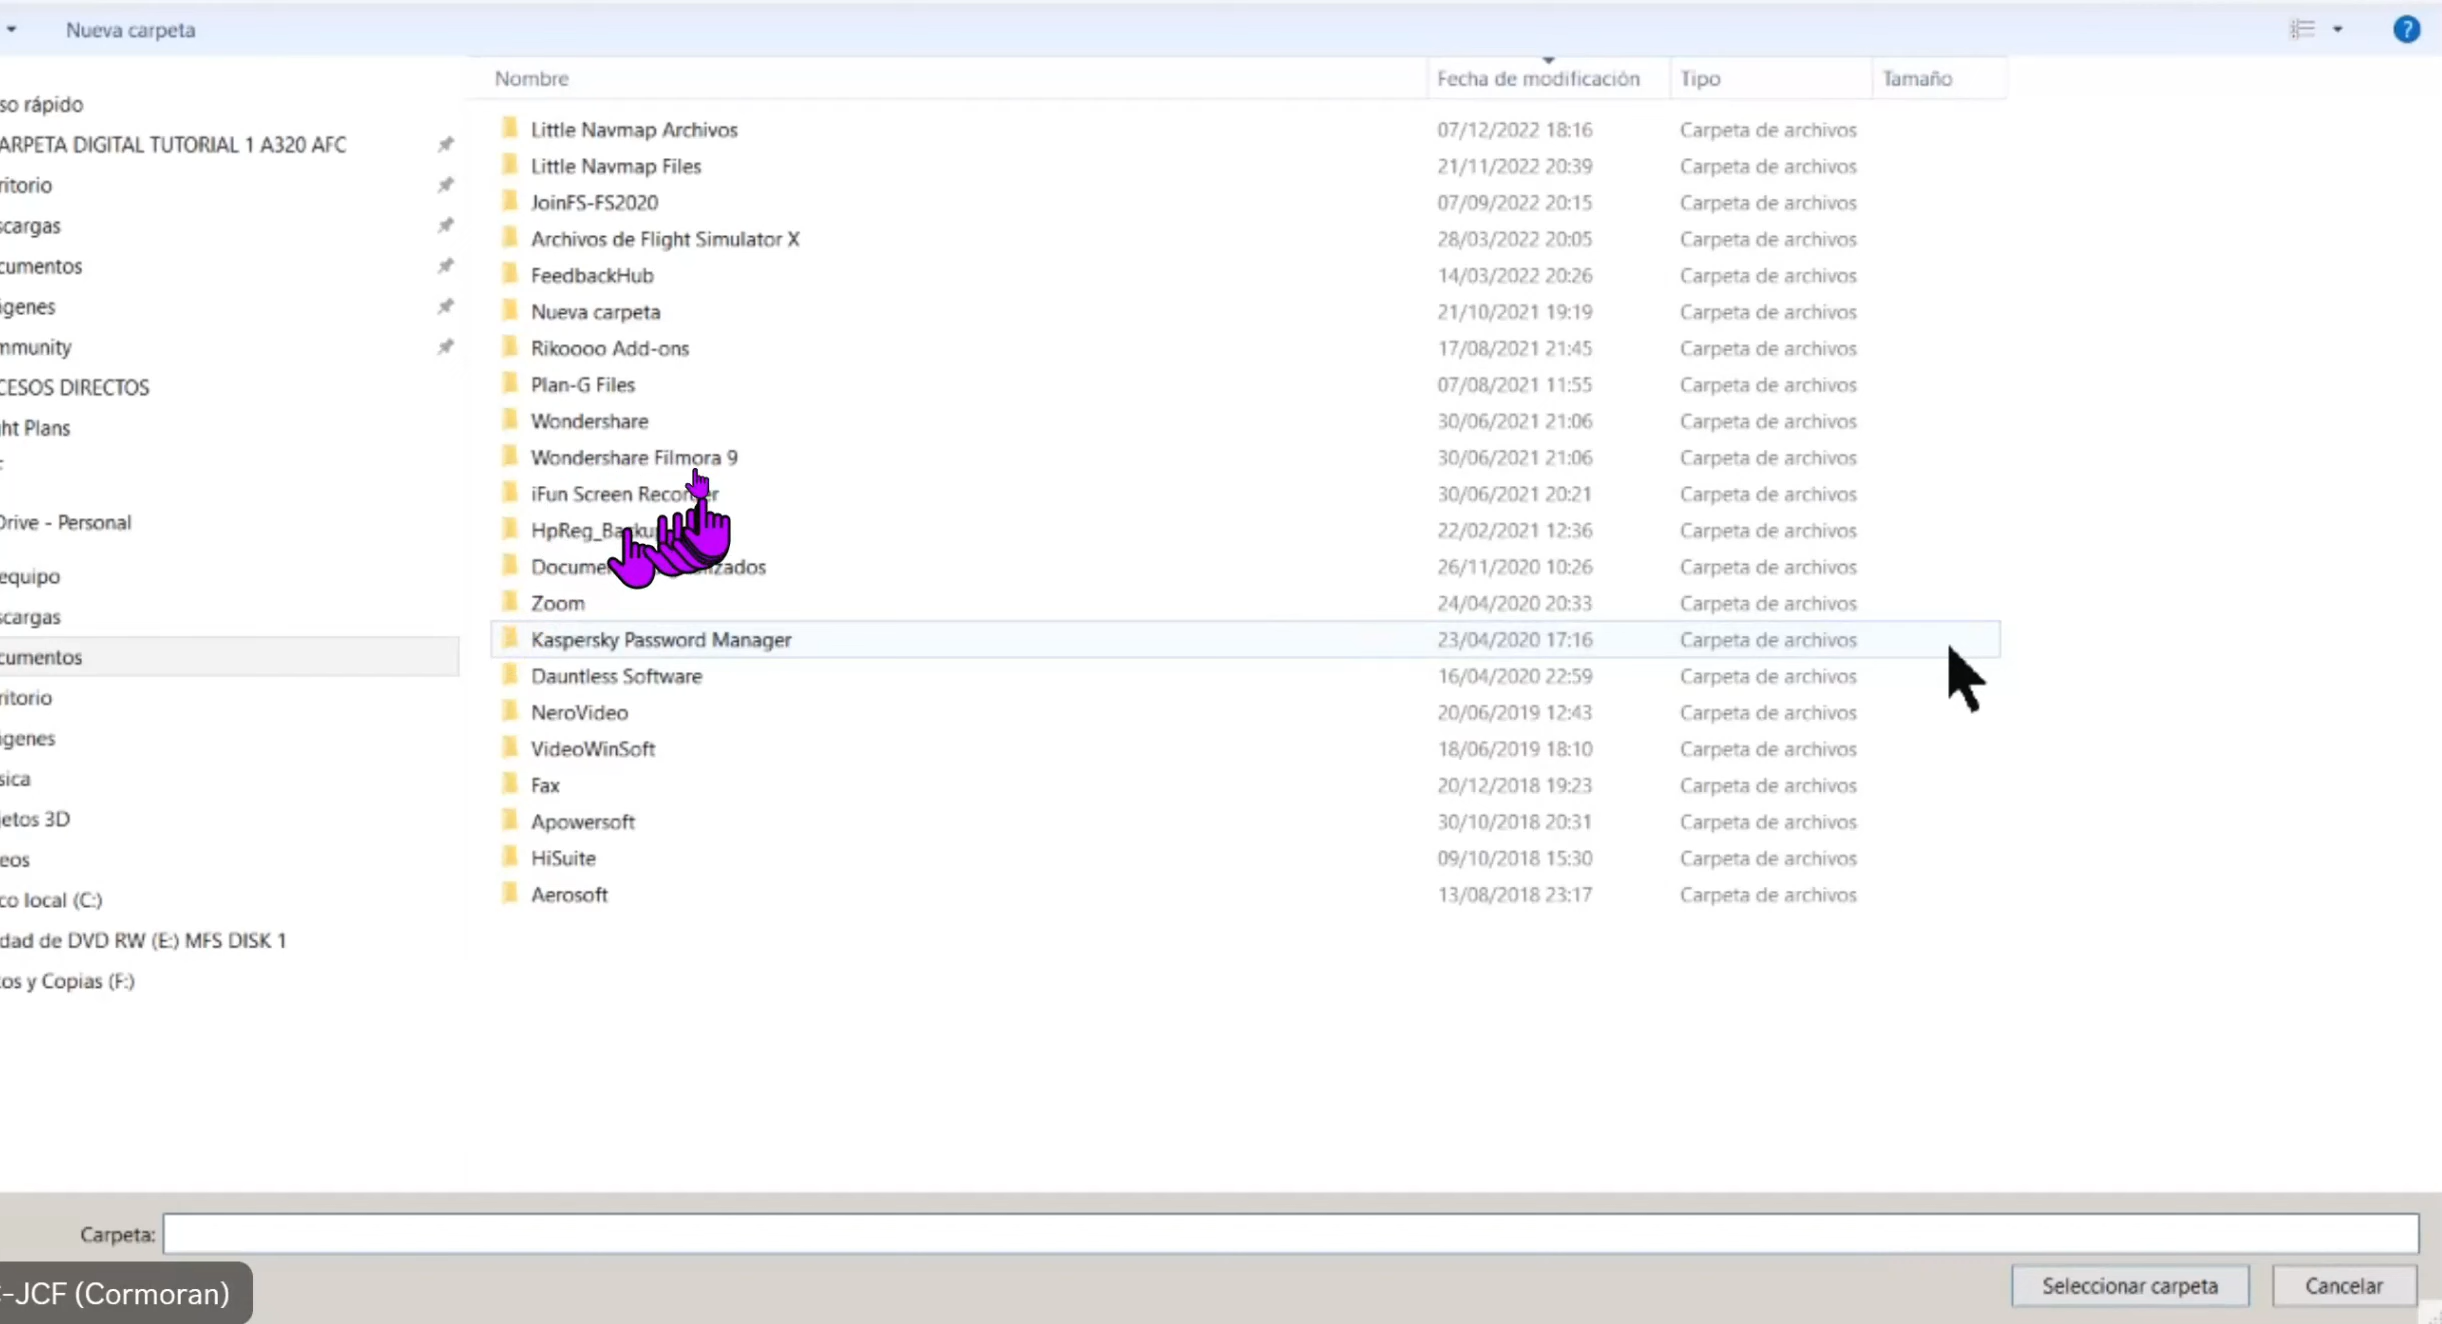 Nueva carpeta
Nombre Fecha de modificación Tipo Tamaño
so rápido
ARPETA DIGITAL TUTORIAL 1 A320 AFC
ritorio
scargas
cumentos
ágenes
mmunity
CESOS DIRECTOS
ht Plans
Drive - Personal
equipo
scargas
cumentos
ritorio
ágenes
sica
jetos 3D
eos
co local (C:)
dad de DVD RW (E:) MFS DISK 1
os y Copias (F:)
Little Navmap Archivos 07/12/2022 18:16 Carpeta de archivos
Little Navmap Files 21/11/2022 20:39 Carpeta de archivos
JoinFS-FS2020 07/09/2022 20:15 Carpeta de archivos
Archivos de Flight Simulator X 28/03/2022 20:05 Carpeta de archivos
FeedbackHub 14/03/2022 20:26 Carpeta de archivos
Nueva carpeta 21/10/2021 19:19 Carpeta de archivos
Rikoooo Add-ons 17/08/2021 21:45 Carpeta de archivos
Plan-G Files 07/08/2021 11:55 Carpeta de archivos
Wondershare 30/06/2021 21:06 Carpeta de archivos
Wondershare Filmora 9 30/06/2021 21:06 Carpeta de archivos
iFun Screen 30/06/2021 20:21 Carpeta de archivos
22/02/2021 12:36 Carpeta de archivos
26/11/2020 10:26 Carpeta de archivos
Zoom 24/04/2020 20:33 Carpeta de archivos
Kaspersky Password Manager 23/04/2020 17:16 Carpeta de archivos
Dauntless Software 16/04/2020 22:59 Carpeta de archivos
NeroVideo 20/06/2019 12:43 Carpeta de archivos
VideoWinSoft 18/06/2019 18:10 Carpeta de archivos
Fax 20/12/2018 19:23 Carpeta de archivos
Apowersoft 30/10/2018 20:31 Carpeta de archivos
HiSuite 09/10/2018 15:30 Carpeta de archivos
Aerosoft 13/08/2018 23:17 Carpeta de archivos
Carpeta:
-JCF (Cormoran)
Seleccionar carpeta Cancelar